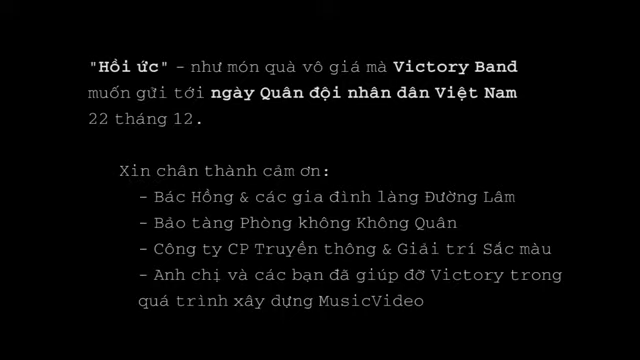 "Hồi ức" - như món quà vô giá mà Victory Band
muốn gửi tới ngày Quân đội nhân dân Việt Nam
22 tháng 12.
Xin chân thành cảm ơn:
- Bác Hồng & các gia đình làng Đường Lâm
- Bảo tàng Phòng không Không Quân
- Công ty CP Truyền thông & Giải trí Sắc màu
- Anh chị và các bạn đã giúp đỡ Victory trong
quá trình xây dựng MusicVideo